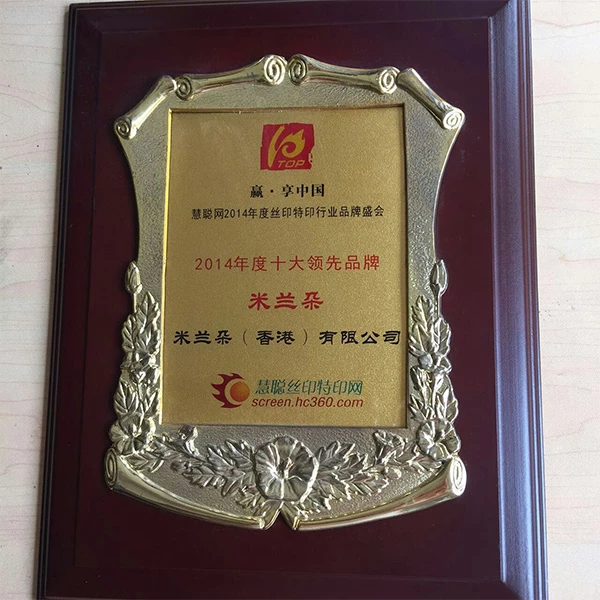 10
TOP
赢·享中国
慧聪网2014年度丝印特印行业品牌盛会
2014年度十大领先品牌
米兰朵
米兰朵（香港）有限公司
慧聪丝印特印网
screen.hc360.com